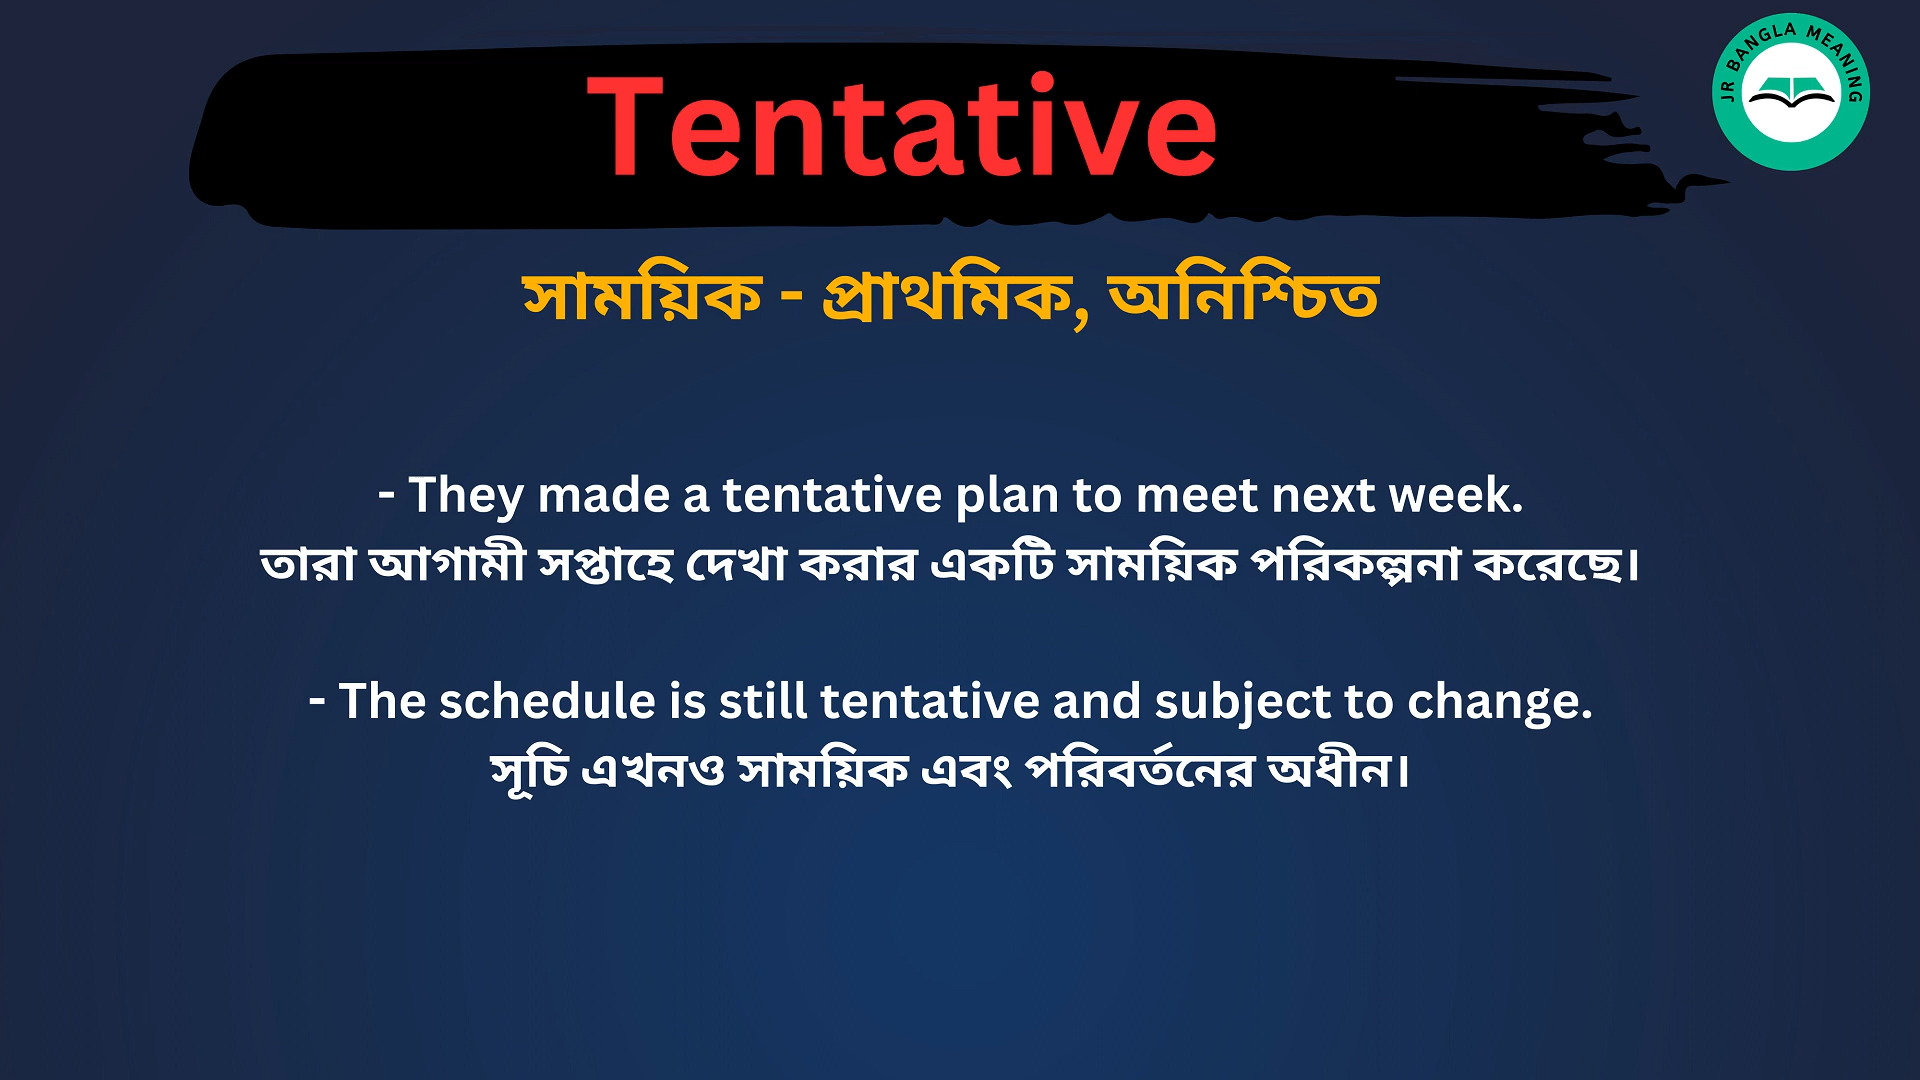 JR BANGLA MEANING
Tentative
সাময়িক - প্রাথমিক, অনিশ্চিত
- They made a tentative plan to meet next week.
তারা আগামী সপ্তাহে দেখা করার একটি সাময়িক পরিকল্পনা করেছে।
- The schedule is still tentative and subject to change.
সূচি এখনও সাময়িক এবং পরিবর্তনের অধীন।